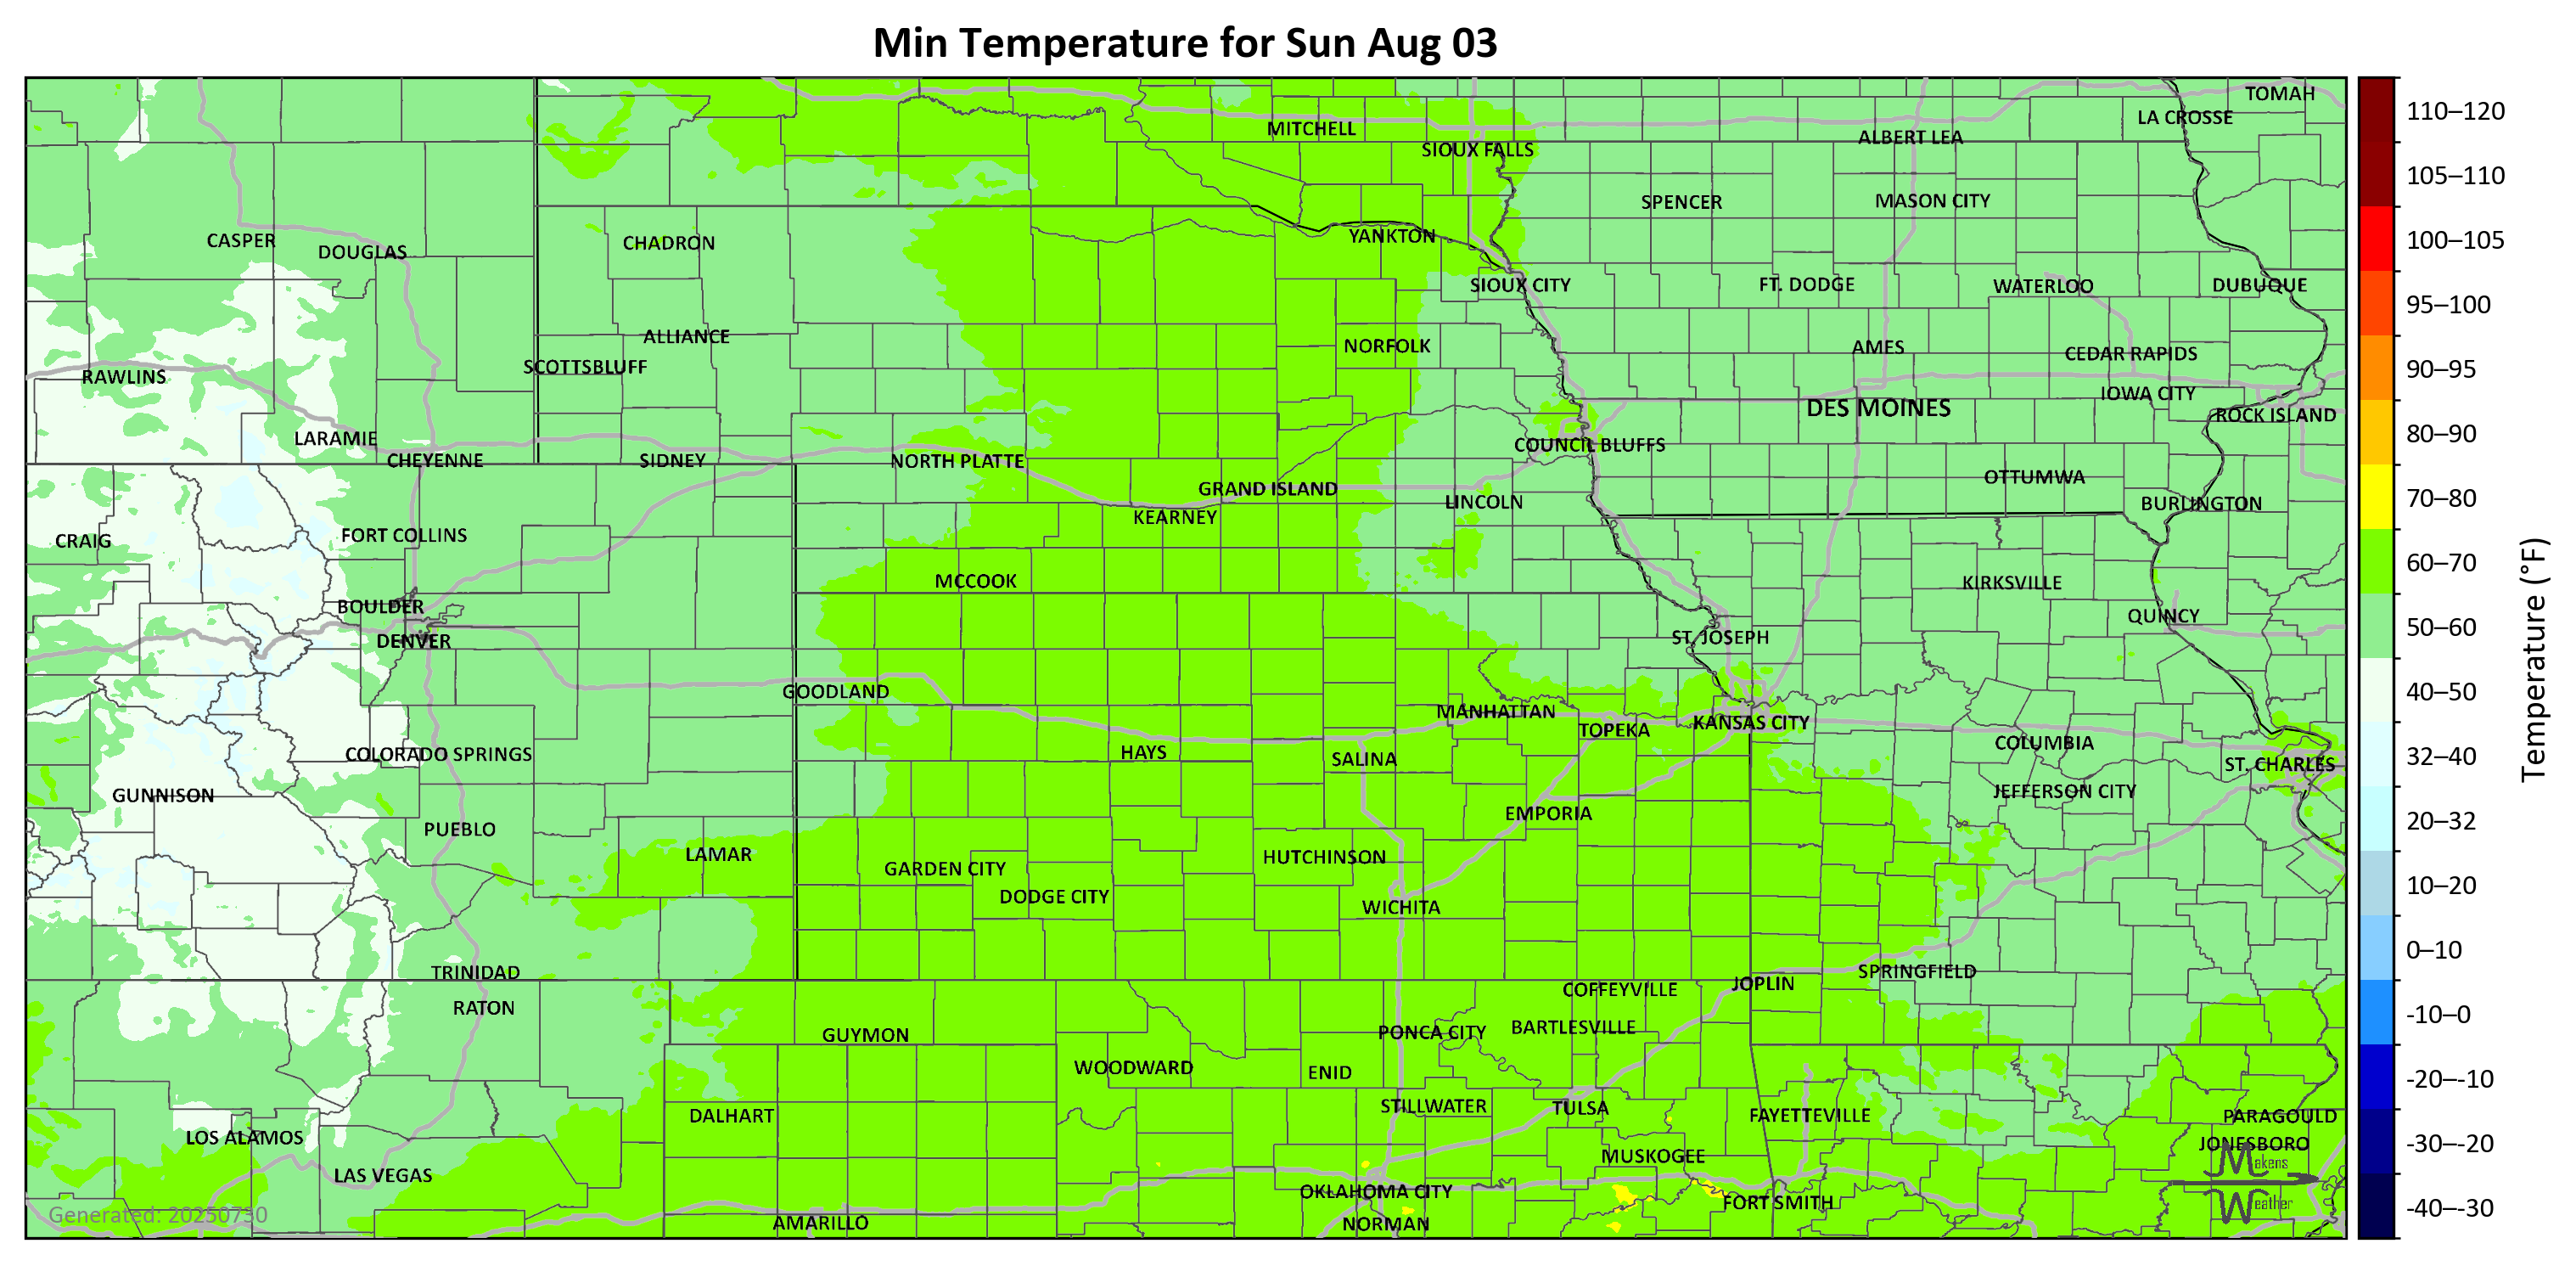 Min Temperature for Sun Aug 03
TOMAH
LA CROSSE
MITCHELL
ALBERT LEA
SIOUX FALLS
SPENCER
MASON CITY
CASPER
DOUGLAS
CHADRON
YANKTON
SIOUX CITY
FT. DODGE
WATERLOO
DUBUQUE
ALLIANCE
NORFOLK
AMES
CEDAR RAPIDS
SCOTTSBLUFF
RAWLINS
IOWA CITY
DES MOINES
ROCK ISLAND
LARAMIE
COUNCIL BLUFFS
CHEYENNE
SIDNEY
NORTH PLATTE
OTTUMWA
GRAND ISLAND
LINCOLN
BURLINGTON
KEARNEY
FORT COLLINS
CRAIG
MCCOOK
KIRKSVILLE
BOULDER
QUINCY
DENVER
ST. JOSEPH
GOODLAND
MANHATTAN
TOPEKA
KANSAS CITY
COLUMBIA
COLORADO SPRINGS
HAYS
SALINA
ST. CHARLES
GUNNISON
JEFFERSON CITY
EMPORIA
PUEBLO
LAMAR
HUTCHINSON
GARDEN CITY
DODGE CITY
WICHITA
TRINIDAD
SPRINGFIELD
JOPLIN
COFFEYVILLE
RATON
GUYMON
PONCA CITY
BARTLESVILLE
WOODWARD
ENID
STILLWATER
TULSA
DALHART
FAYETTEVILLE
PARAGOULD
LOS ALAMOS
JONESBORO
MUSKOGEE
LAS VEGAS
OKLAHOMA CITY
FORT SMITH
AMARILLO
NORMAN
Generated: 20250730
Makens
Weather
110–120
105–110
100–105
95–100
90–95
80–90
70–80
60–70
50–60
40–50
32–40
20–32
10–20
0–10
-10–0
-20–-10
-30–-20
-40–-30
Temperature (°F)